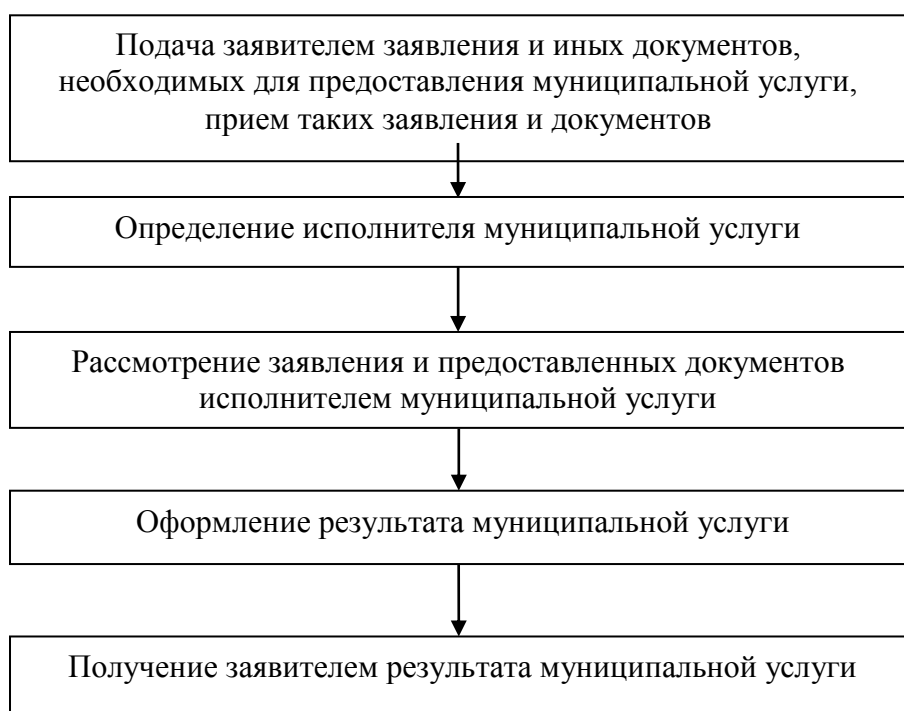 Подача заявителем заявления и иных документов,
необходимых для предоставления муниципальной услуги,
прием таких заявления и документов
Определение исполнителя муниципальной услуги
Рассмотрение заявления и предоставленных документов
исполнителем муниципальной услуги
Оформление результата муниципальной услуги
Получение заявителем результата муниципальной услуги